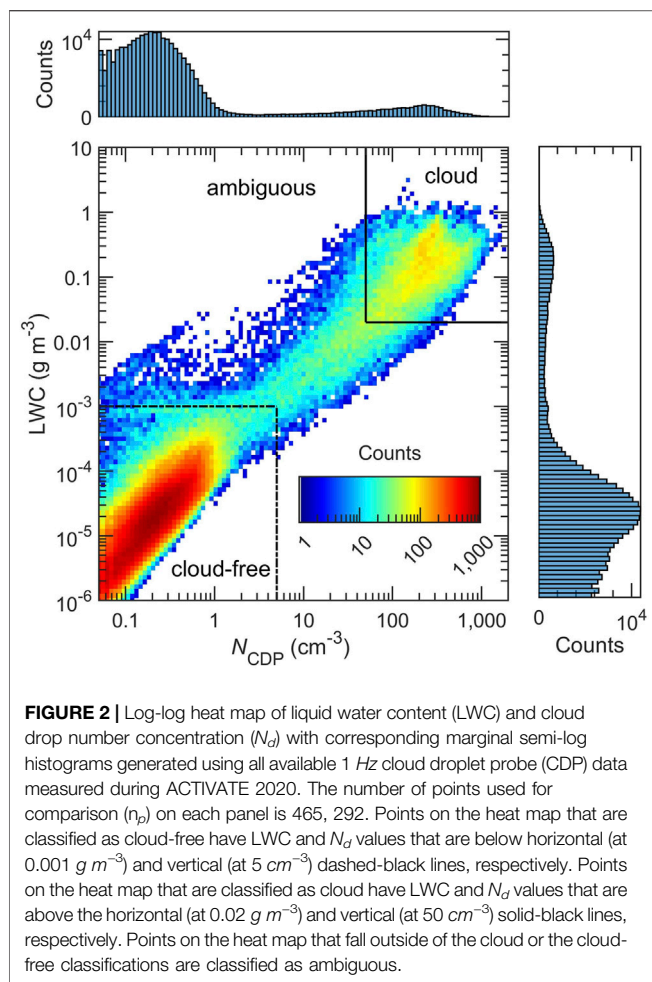 10⁴
Counts
0
10
ambiguous
cloud
1
0.1
0.01
LWC (g m⁻³)
10⁻³
10⁻⁴
10⁻⁵
10⁻⁶
Counts
1
10
100
1,000
cloud-free
0.1
1
10
100
1,000
N_CDP (cm⁻³)
0
10⁴
Counts
FIGURE 2 | Log-log heat map of liquid water content (LWC) and cloud
drop number concentration (N_d) with corresponding marginal semi-log
histograms generated using all available 1 Hz cloud droplet probe (CDP) data
measured during ACTIVATE 2020. The number of points used for
comparison (n_p) on each panel is 465, 292. Points on the heat map that are
classified as cloud-free have LWC and N_d values that are below horizontal (at
0.001 g m⁻³) and vertical (at 5 cm⁻³) dashed-black lines, respectively. Points
on the heat map that are classified as cloud have LWC and N_d values that are
above the horizontal (at 0.02 g m⁻³) and vertical (at 50 cm⁻³) solid-black lines,
respectively. Points on the heat map that fall outside of the cloud or the cloud-
free classifications are classified as ambiguous.